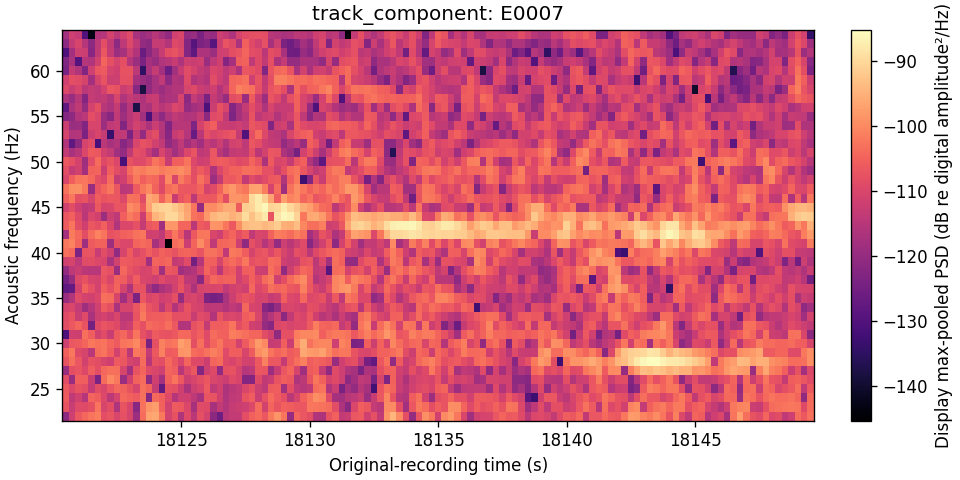 track_component: E0007
Acoustic frequency (Hz)
60
55
50
45
40
35
30
25
18125 18130 18135 18140 18145
Original-recording time (s)
−90
−100
−110
−120
−130
−140
Display max-pooled PSD (dB re digital amplitude²/Hz)